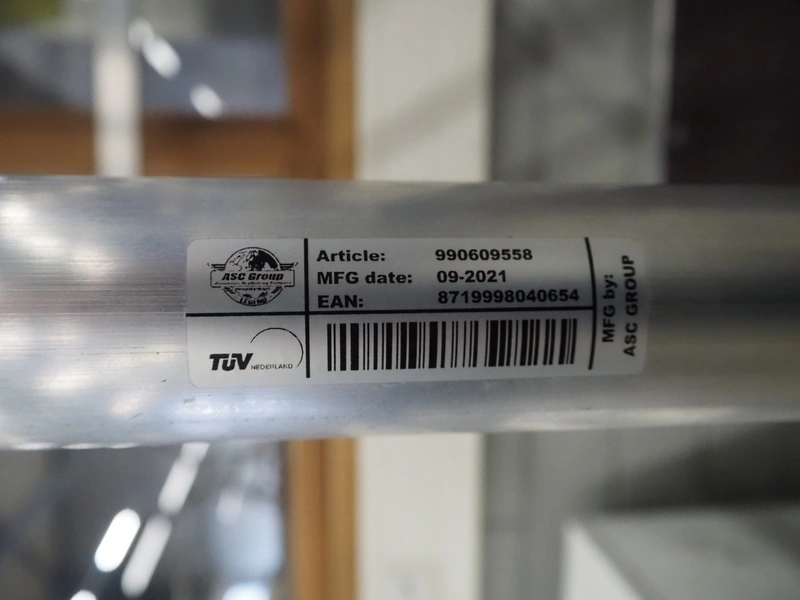 ASC Group
TÜV NEDERLAND
Article: 990609558
MFG date: 09-2021
EAN: 8719998040654
MFG by:
ASC GROUP